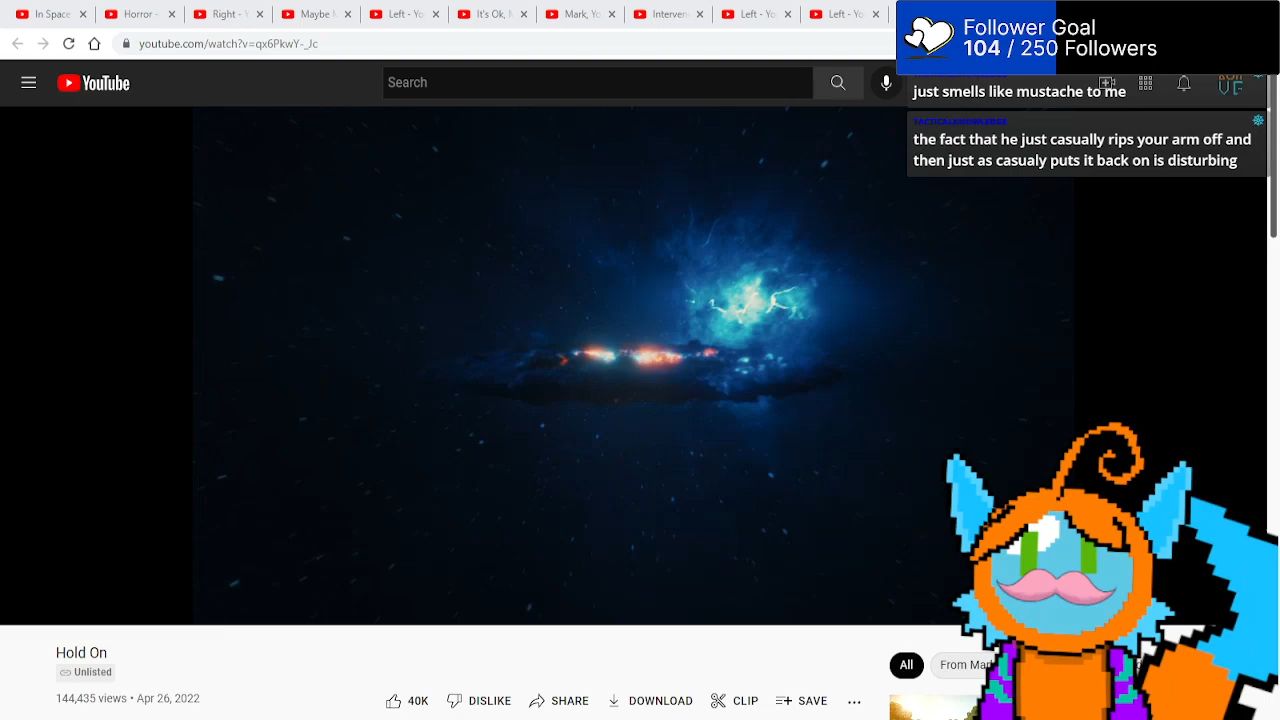 In Space
Horror -
Right - Y
Maybe M
Left - Yo
It's Ok, M
Mark, Yo
Interven
Left - Yo
Left - Yo
youtube.com/watch?v=qx6PkwY-_Jc
Follower Goal
104 / 250 Followers
YouTube
Search
just smells like mustache to me
TACTICALKNOWLEDGE
the fact that he just casually rips your arm off and
then just as casualy puts it back on is disturbing
Hold On
Unlisted
144,435 views • Apr 26, 2022
40
DISLIKE
SHARE
DOWNLOAD
CLIP
SAVE
All
From Mar